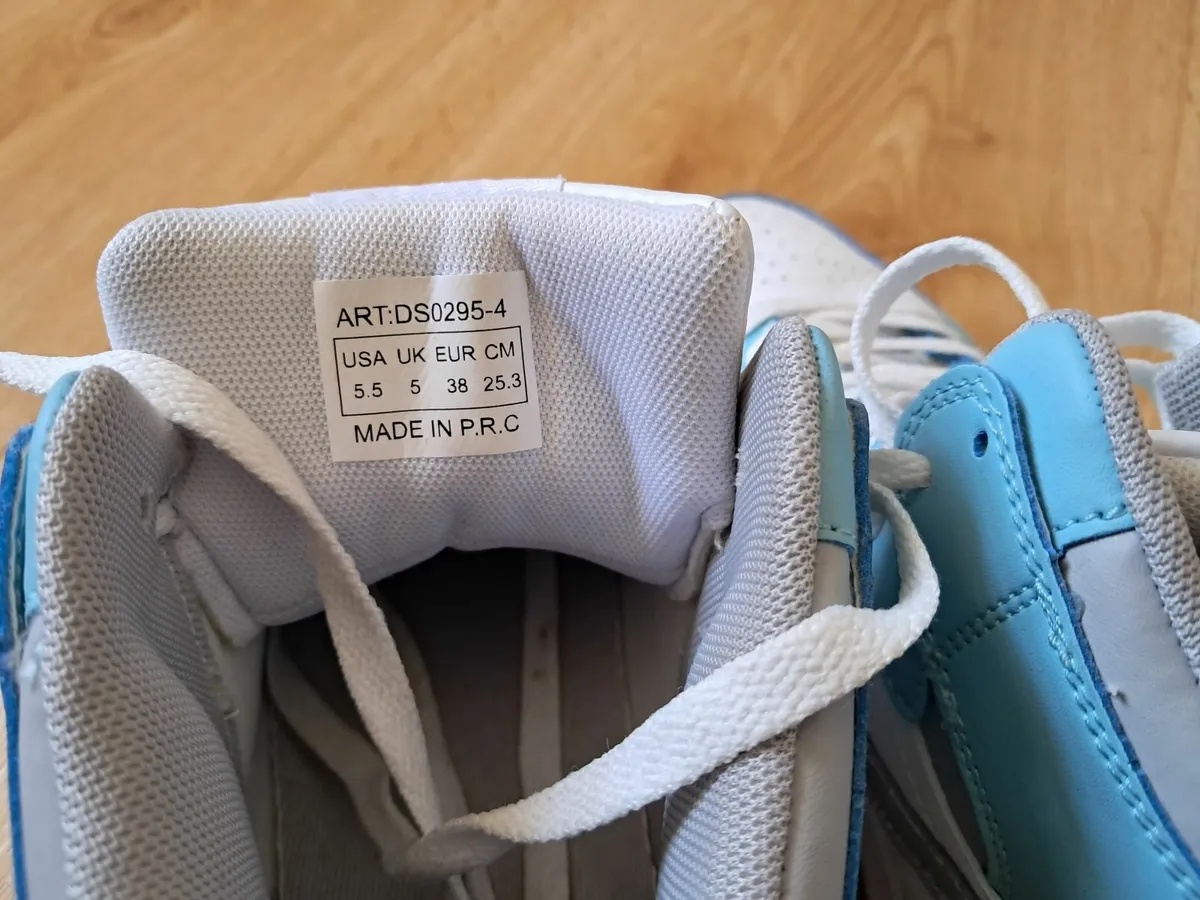 ART:DS0295-4
USA UK EUR CM
5.5 5 38 25.3
MADE IN P.R.C